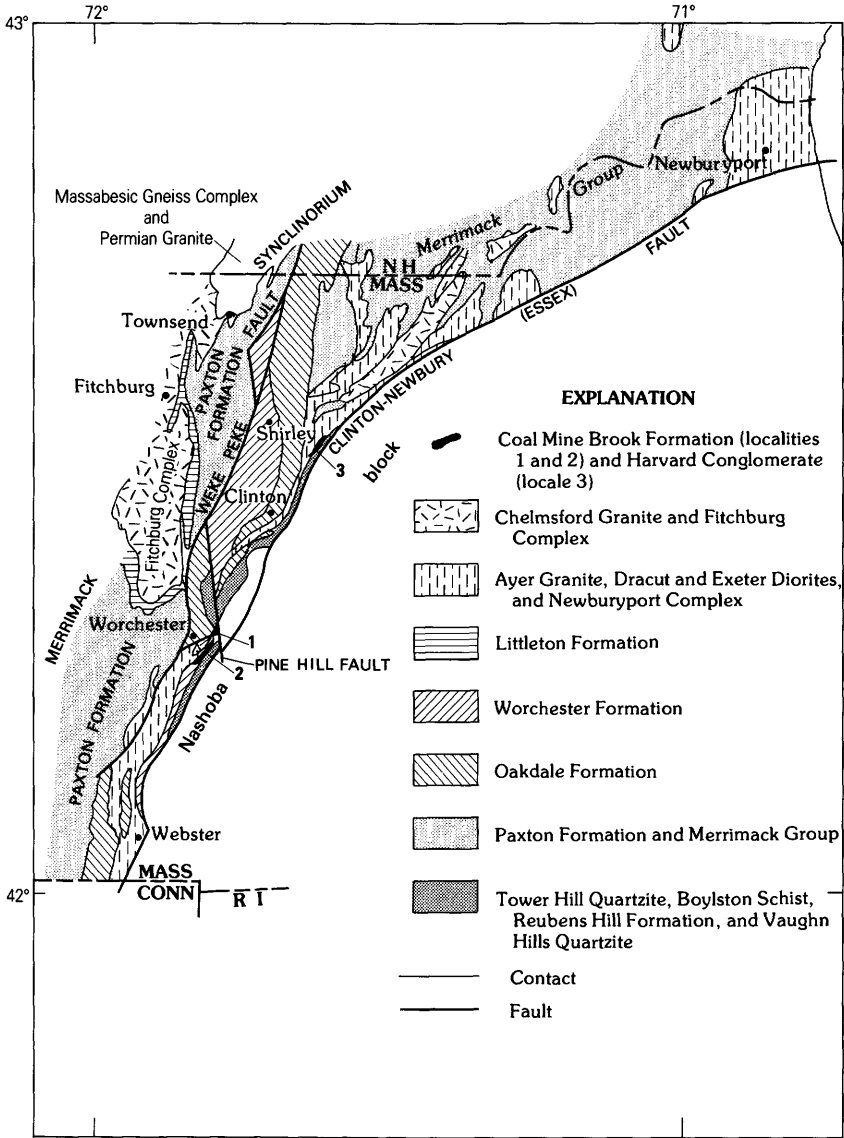 43°
72°
71°
Newburyport
Group
Merrimack
Massabesic Gneiss Complex
and
Permian Granite
SYNCLINORIUM
FAULT
N H
MASS
(ESSEX)
Townsend
FAULT
PAXTON
FORMATION
Fitchburg
CLINTON-NEWBURY
WEKE PEKE
Shirley
3
block
Fitchburg Complex
Clinton
MERRIMACK
Worchester
1
PINE HILL FAULT
2
Nashoba
PAXTON FORMATION
Webster
MASS
CONN
R I
42°
EXPLANATION
Coal Mine Brook Formation (localities
1 and 2) and Harvard Conglomerate
(locale 3)
Chelmsford Granite and Fitchburg
Complex
Ayer Granite, Dracut and Exeter Diorites,
and Newburyport Complex
Littleton Formation
Worchester Formation
Oakdale Formation
Paxton Formation and Merrimack Group
Tower Hill Quartzite, Boylston Schist,
Reubens Hill Formation, and Vaughn
Hills Quartzite
Contact
Fault
72°
71°